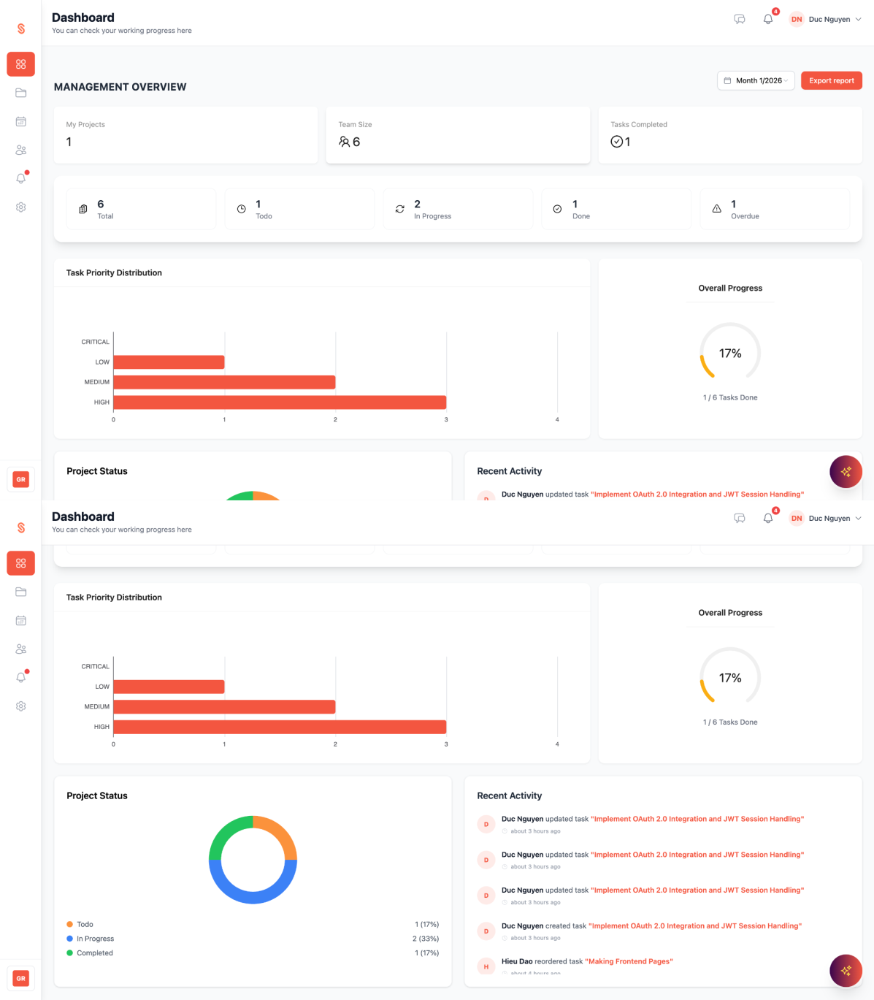 Dashboard
You can check your working progress here
4
DN Duc Nguyen
MANAGEMENT OVERVIEW
Month 1/2026
Export report
My Projects
1
Team Size
6
Tasks Completed
1
6
Total
1
Todo
2
In Progress
1
Done
1
Overdue
Task Priority Distribution
CRITICAL
LOW
MEDIUM
HIGH
0 1 2 3 4
Overall Progress
17%
1 / 6 Tasks Done
GR
Project Status
Recent Activity
D
Duc Nguyen updated task "Implement OAuth 2.0 Integration and JWT Session Handling"
Dashboard
You can check your working progress here
4
DN Duc Nguyen
Task Priority Distribution
CRITICAL
LOW
MEDIUM
HIGH
0 1 2 3 4
Overall Progress
17%
1 / 6 Tasks Done
Project Status
Todo 1 (17%)
In Progress 2 (33%)
Completed 1 (17%)
Recent Activity
D
Duc Nguyen updated task "Implement OAuth 2.0 Integration and JWT Session Handling"
about 3 hours ago
D
Duc Nguyen updated task "Implement OAuth 2.0 Integration and JWT Session Handling"
about 3 hours ago
D
Duc Nguyen updated task "Implement OAuth 2.0 Integration and JWT Session Handling"
about 3 hours ago
D
Duc Nguyen created task "Implement OAuth 2.0 Integration and JWT Session Handling"
about 3 hours ago
H
Hieu Dao reordered task "Making Frontend Pages"
about 4 hours ago
GR